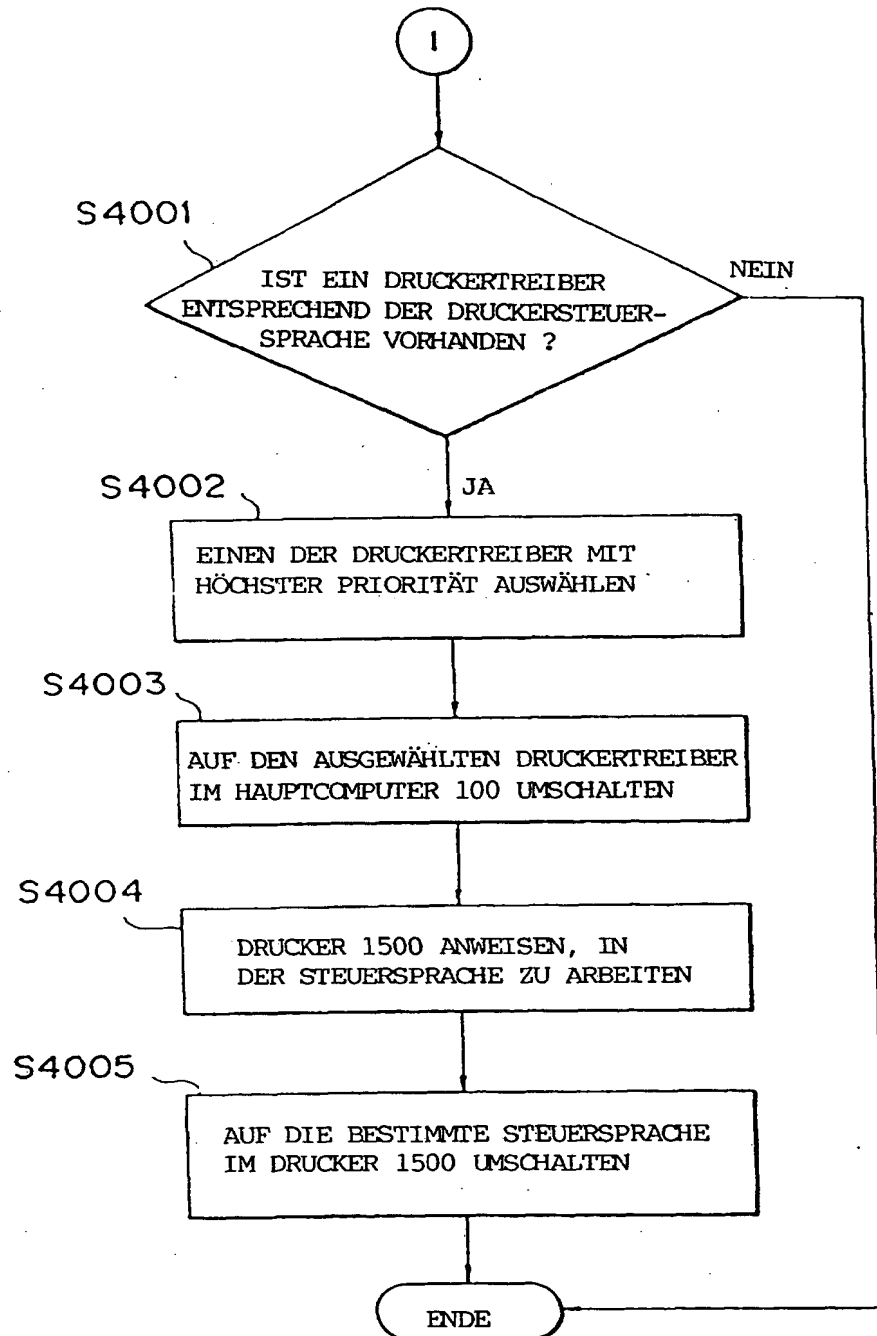 1
S4001
IST EIN DRUCKERTREIBER
ENTSPRECHEND DER DRUCKERSTEUER-
SPRACHE VORHANDEN ?
NEIN
JA
S4002
EINEN DER DRUCKERTREIBER MIT
HÖCHSTER PRIORITÄT AUSWÄHLEN
S4003
AUF DEN AUSGEWÄHLTEN DRUCKERTREIBER
IM HAUPTCOMPUTER 100 UMSCHALTEN
S4004
DRUCKER 1500 ANWEISEN, IN
DER STEUERSPRACHE ZU ARBEITEN
S4005
AUF DIE BESTIMMTE STEUERSPRACHE
IM DRUCKER 1500 UMSCHALTEN
ENDE